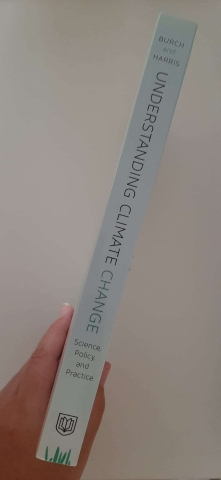 BURCH
and
HARRIS
UNDERSTANDING CLIMATE CHANGE
Science,
Policy,
and
Practice